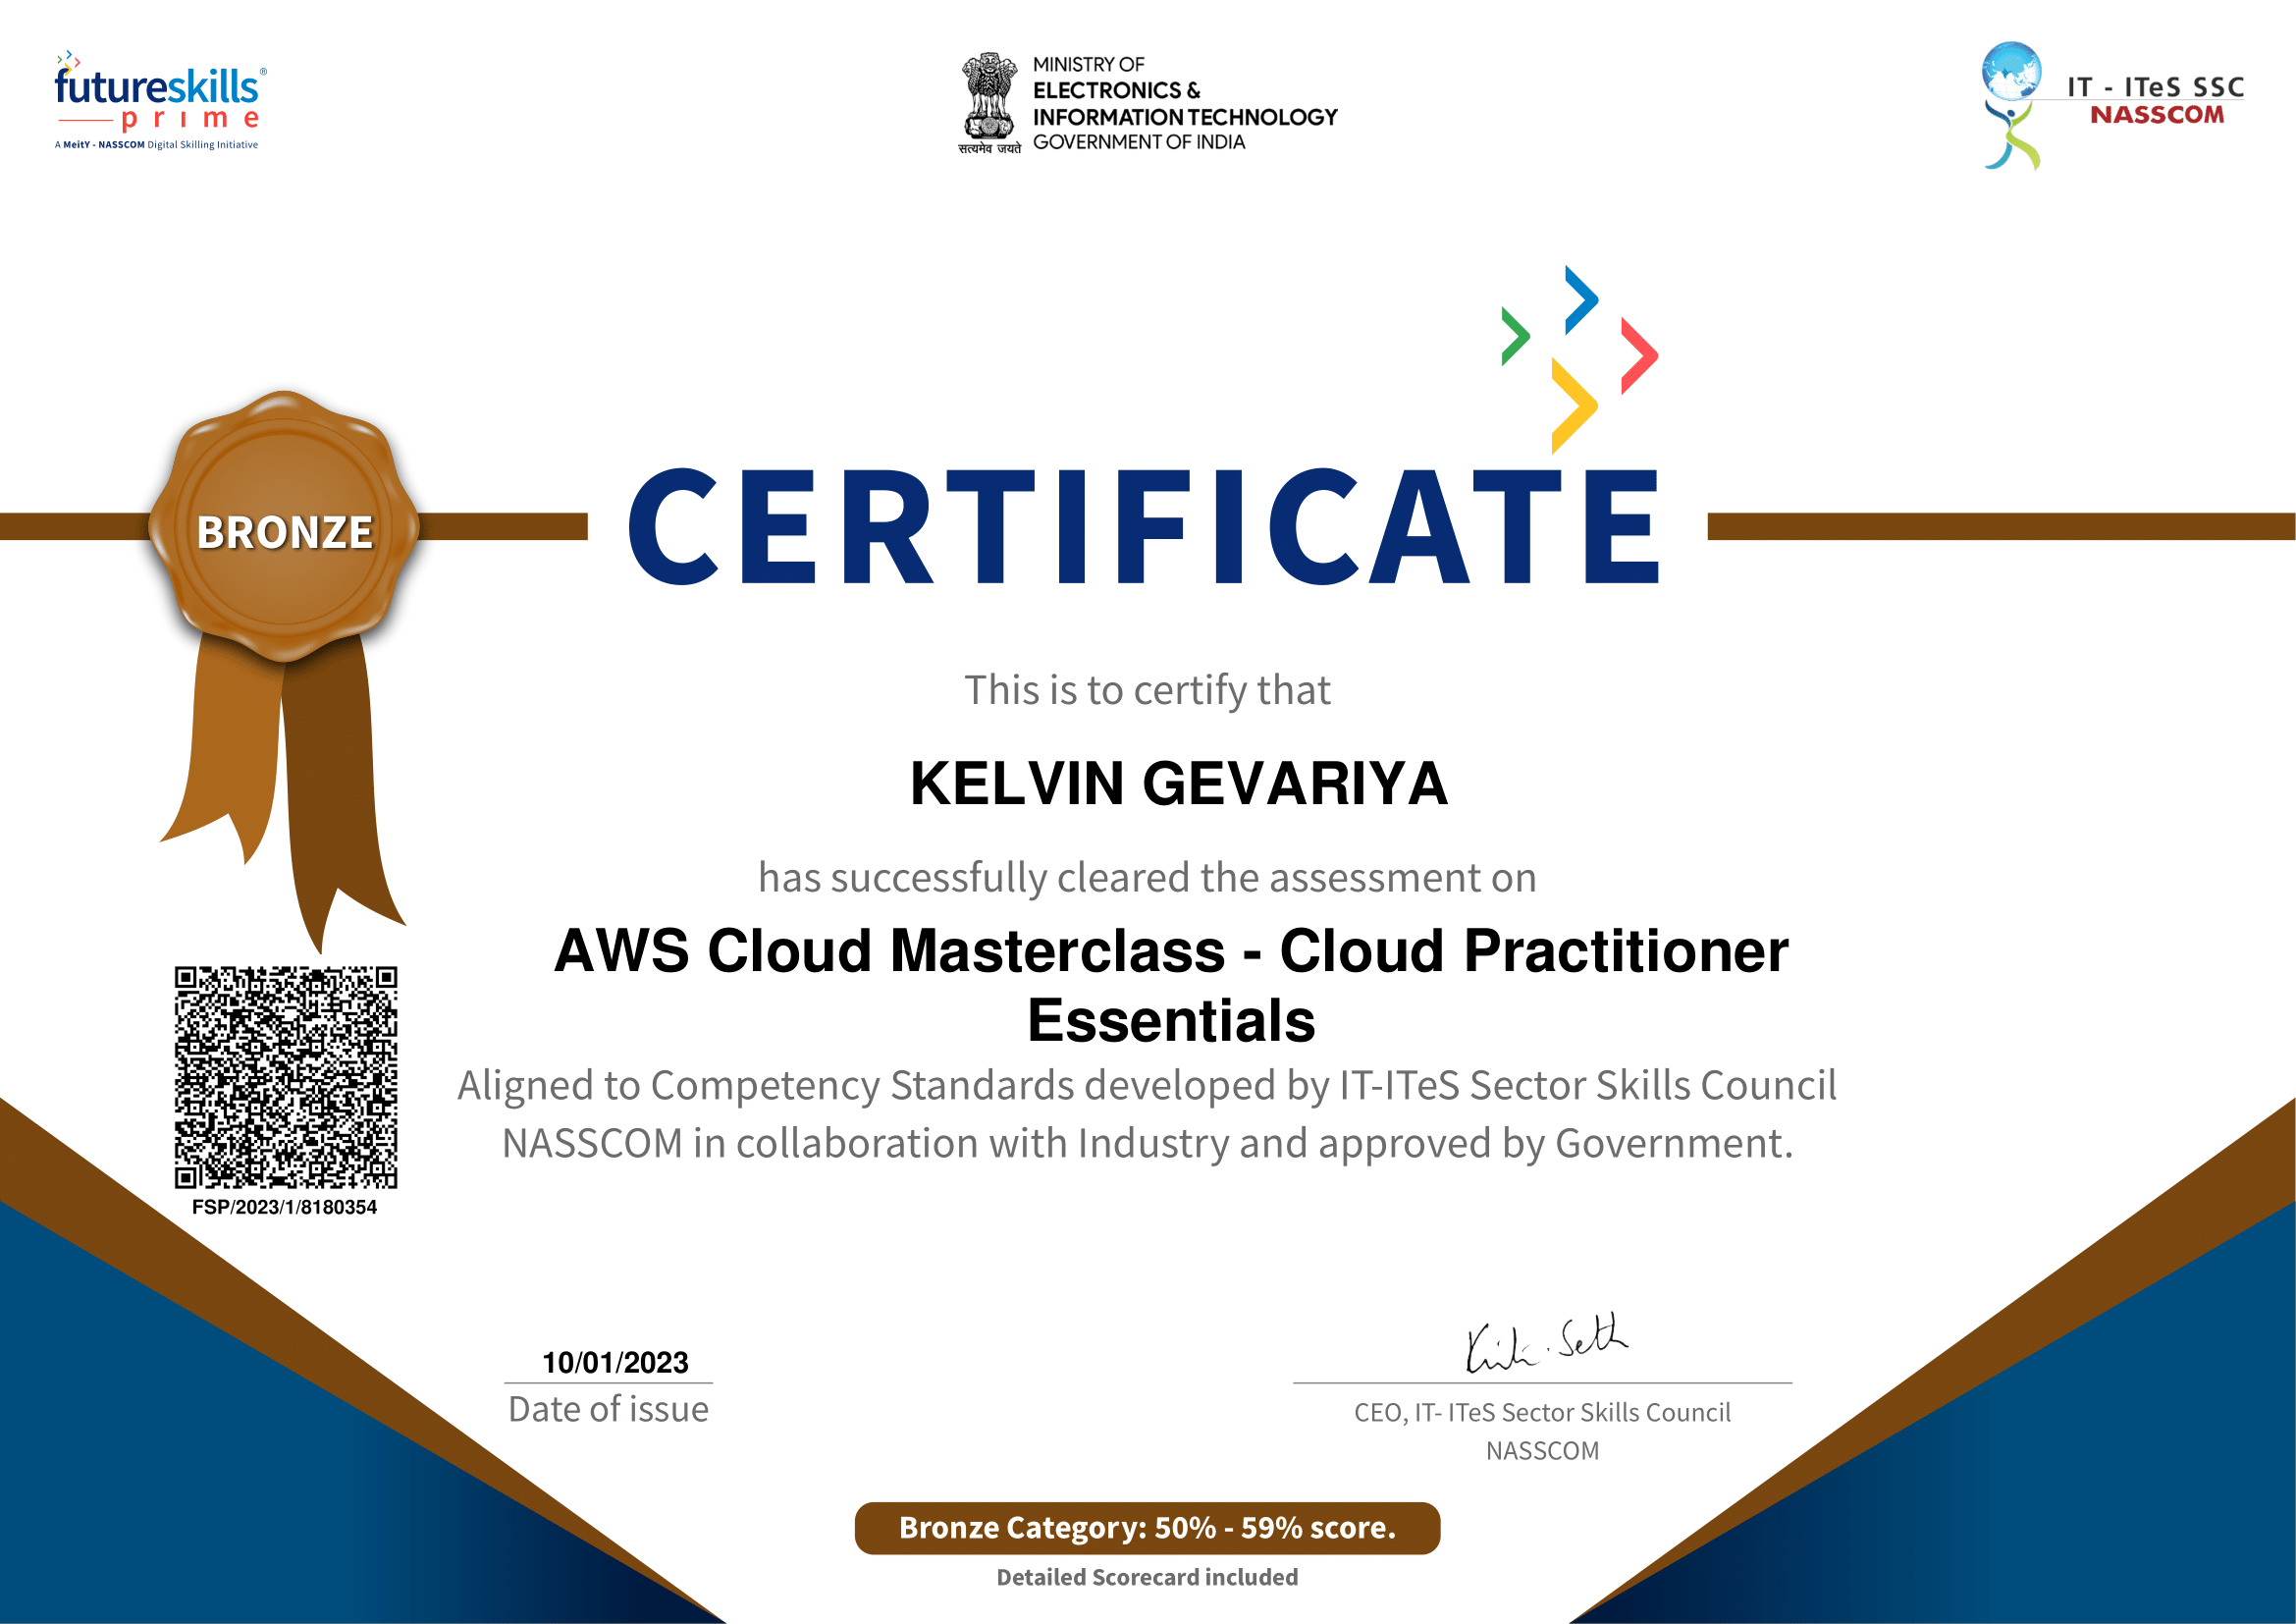 futureskills®
prime
A MeitY - NASSCOM Digital Skilling Initiative
MINISTRY OF
ELECTRONICS &
INFORMATION TECHNOLOGY
GOVERNMENT OF INDIA
सत्यमेव जयते
IT - ITeS SSC
NASSCOM
BRONZE
CERTIFICATE
This is to certify that
KELVIN GEVARIYA
has successfully cleared the assessment on
AWS Cloud Masterclass - Cloud Practitioner
Essentials
Aligned to Competency Standards developed by IT-ITeS Sector Skills Council
NASSCOM in collaboration with Industry and approved by Government.
FSP/2023/1/8180354
10/01/2023
Date of issue
CEO, IT- ITeS Sector Skills Council
NASSCOM
Bronze Category: 50% - 59% score.
Detailed Scorecard included